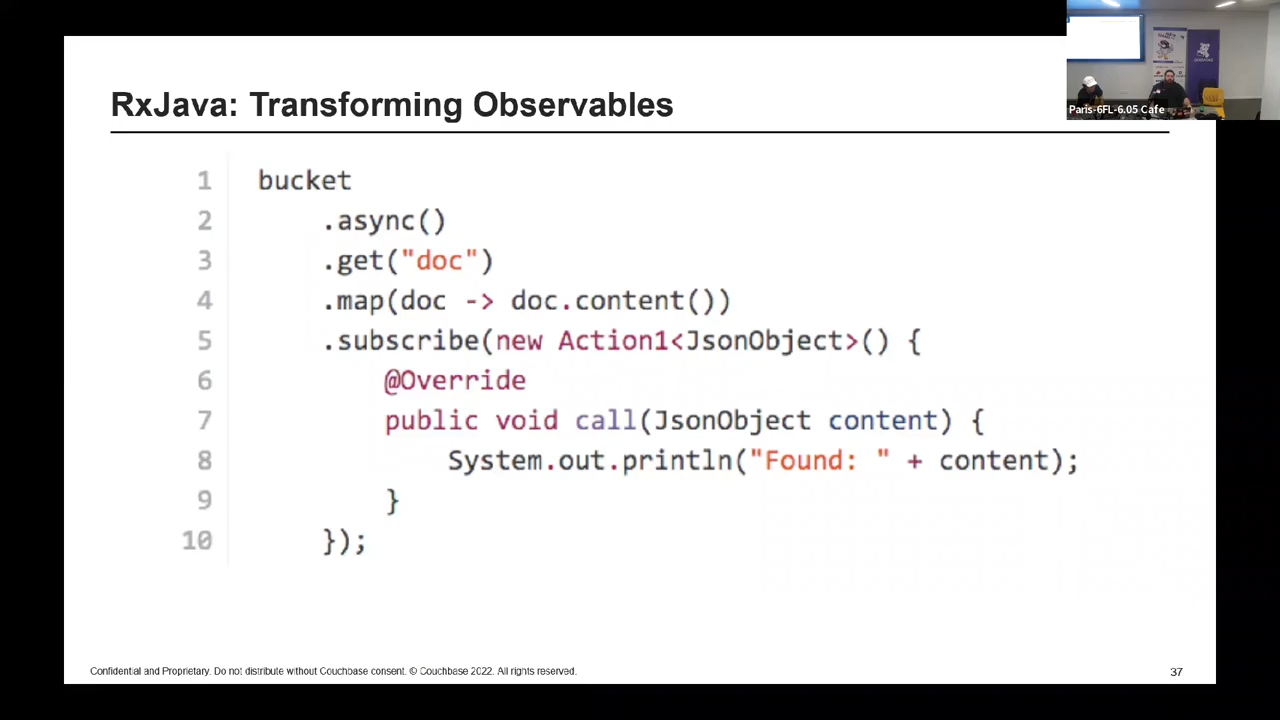 RxJava: Transforming Observables
Paris-6FL-6.05 Cafe
1 bucket
2 .async()
3 .get("doc")
4 .map(doc -> doc.content())
5 .subscribe(new Action1<JsonObject>() {
6 @Override
7 public void call(JsonObject content) {
8 System.out.println("Found: " + content);
9 }
10 });
Confidential and Proprietary. Do not distribute without Couchbase consent. © Couchbase 2022. All rights reserved.
37